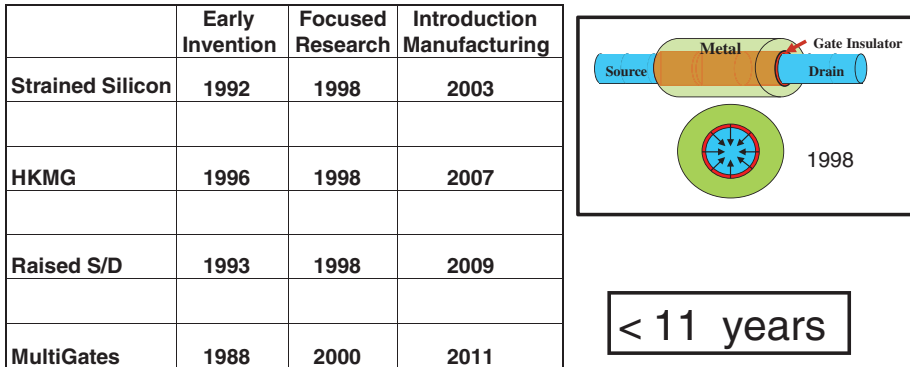 Early Invention Focused Research Introduction Manufacturing
Strained Silicon 1992 1998 2003
HKMG 1996 1998 2007
Raised S/D 1993 1998 2009
MultiGates 1988 2000 2011
Metal Gate Insulator
Source Drain
1998
< 11 years